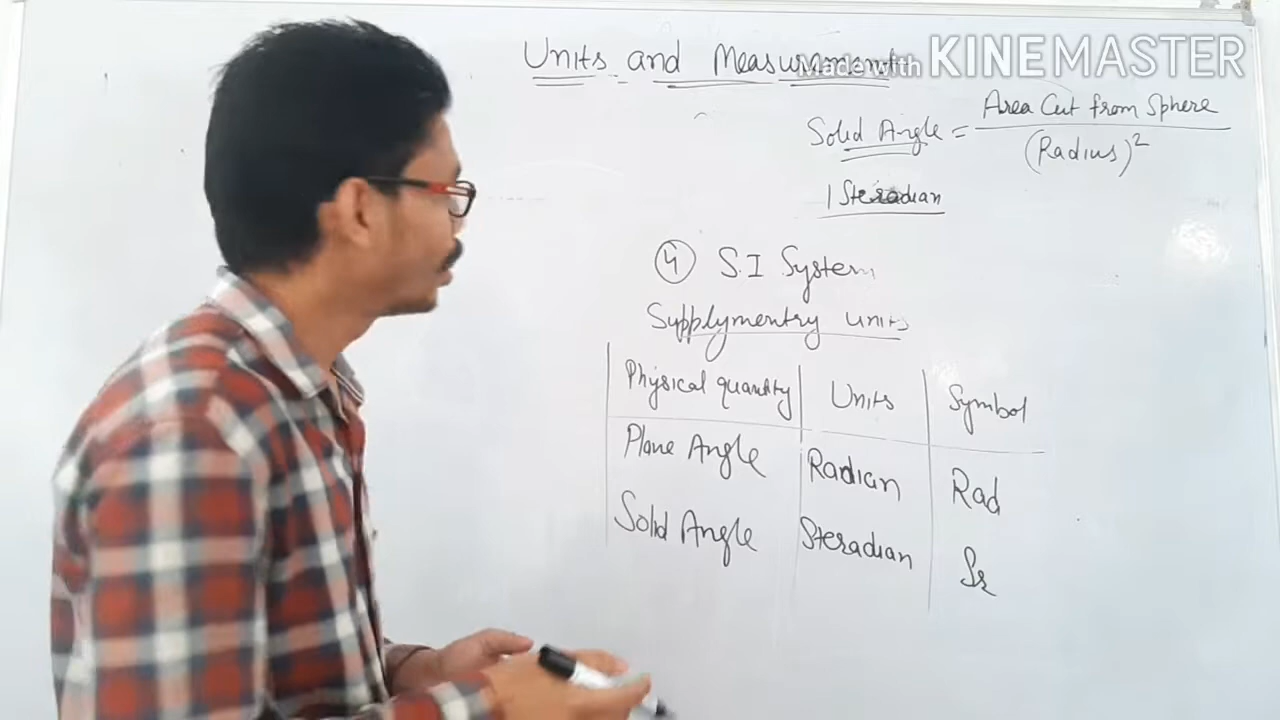 Units and Measurement
Made with KINEMASTER
Solid Angle = Area Cut from Sphere
(Radius)²
1 Steradian
4 S.I System
Supplymentry units
Physical quantity Units Symbol
Plane Angle Radian Rad
Solid Angle Steradian Sr